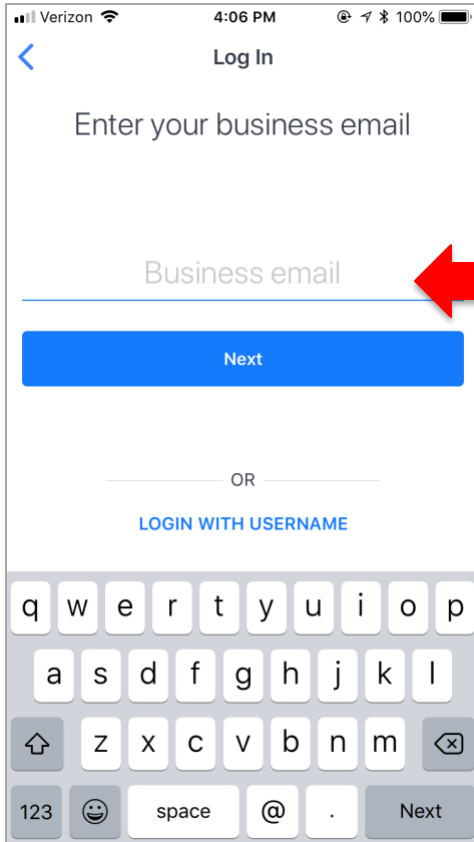 Verizon 4:06 PM 100%
Log In
Enter your business email
Business email
Next
OR
LOGIN WITH USERNAME
q w e r t y u i o p
a s d f g h j k l
z x c v b n m
123 space @ . Next